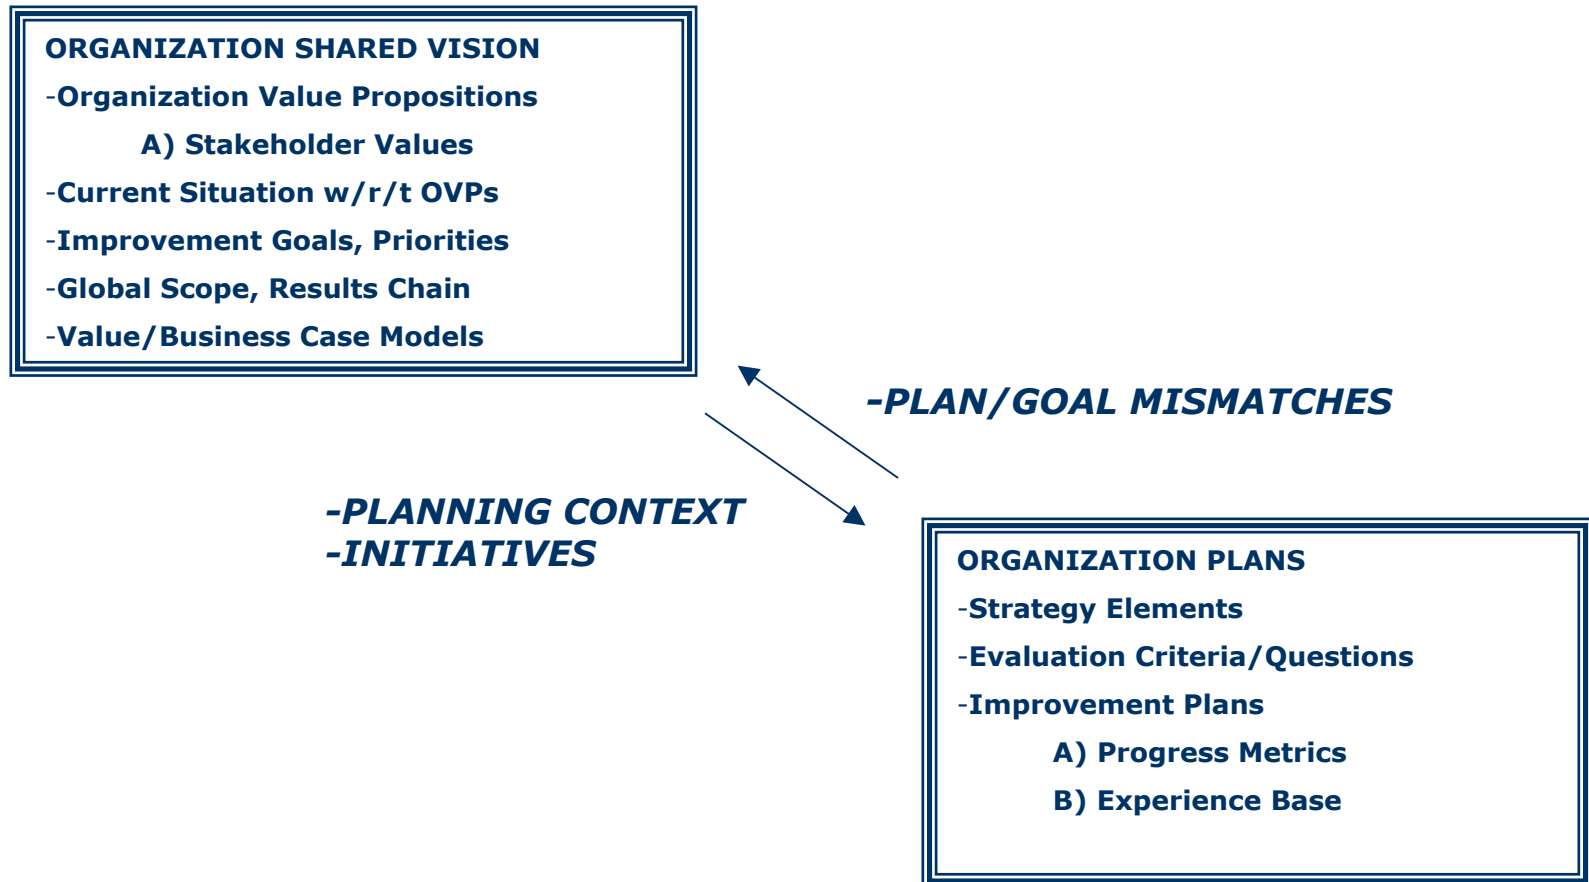 ORGANIZATION SHARED VISION
-Organization Value Propositions
A) Stakeholder Values
-Current Situation w/r/t OVPs
-Improvement Goals, Priorities
-Global Scope, Results Chain
-Value/Business Case Models
-PLAN/GOAL MISMATCHES
-PLANNING CONTEXT
-INITIATIVES
ORGANIZATION PLANS
-Strategy Elements
-Evaluation Criteria/Questions
-Improvement Plans
A) Progress Metrics
B) Experience Base